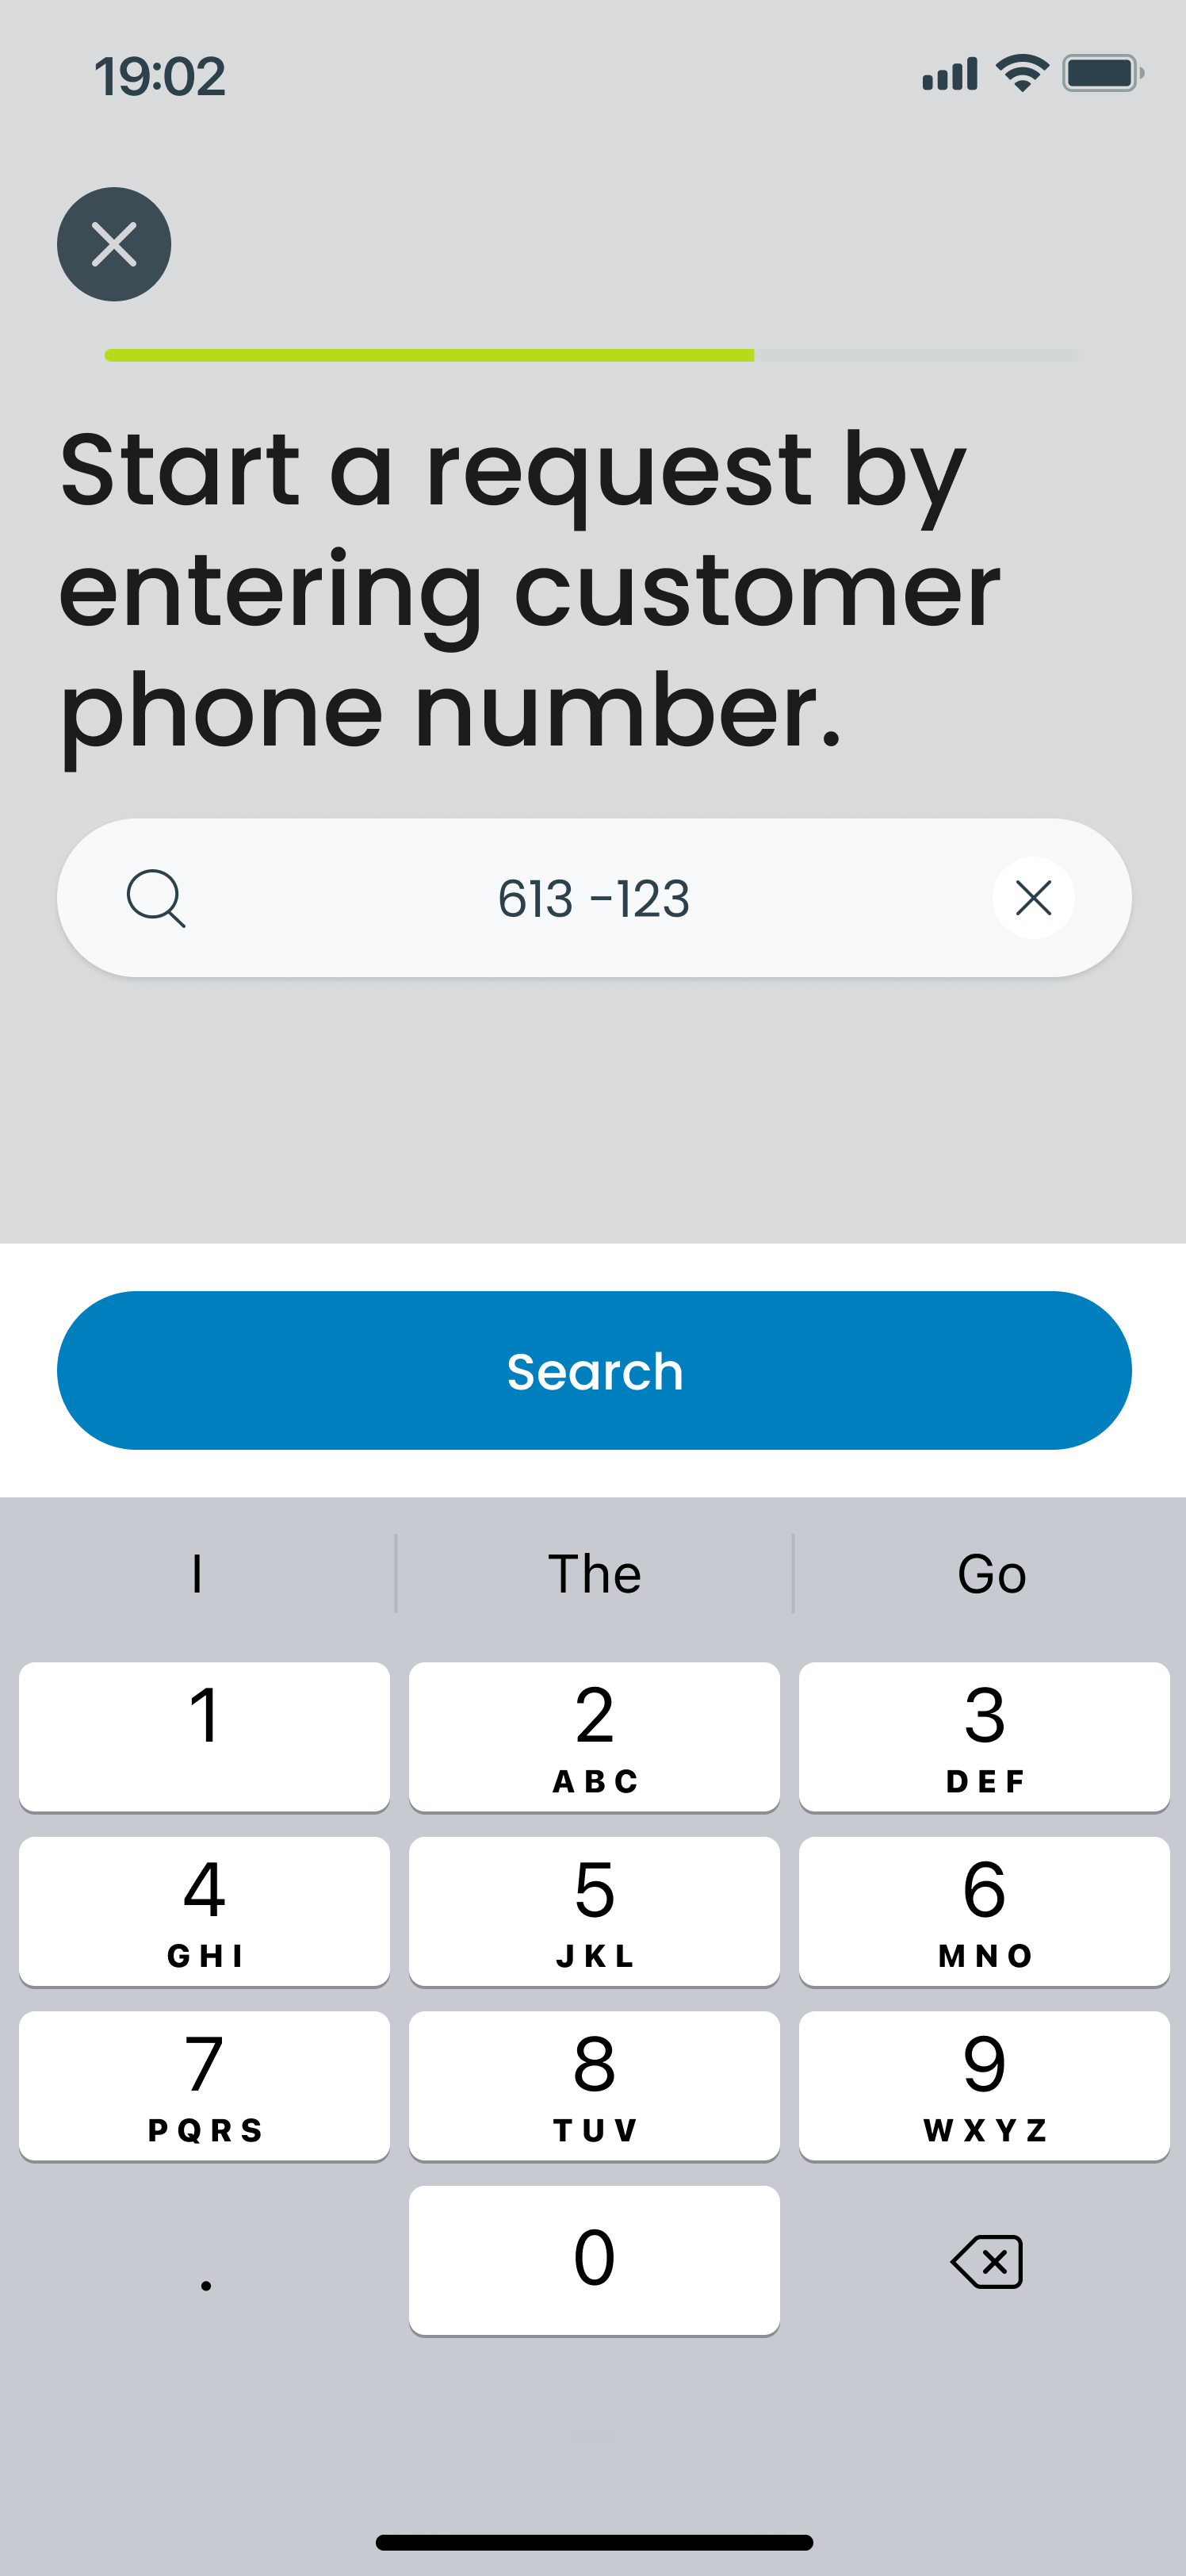 19:02
Start a request by
entering customer
phone number.
613 -123
Search
I The Go
1 2 3
ABC DEF
4 5 6
GHI JKL MNO
7 8 9
PQRS TUV WXYZ
. 0